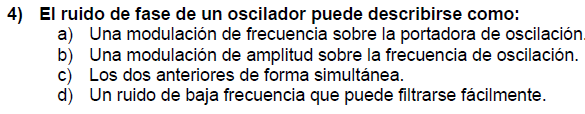 4) El ruido de fase de un oscilador puede describirse como:
a) Una modulación de frecuencia sobre la portadora de oscilación.
b) Una modulación de amplitud sobre la frecuencia de oscilación.
c) Los dos anteriores de forma simultánea.
d) Un ruido de baja frecuencia que puede filtrarse fácilmente.